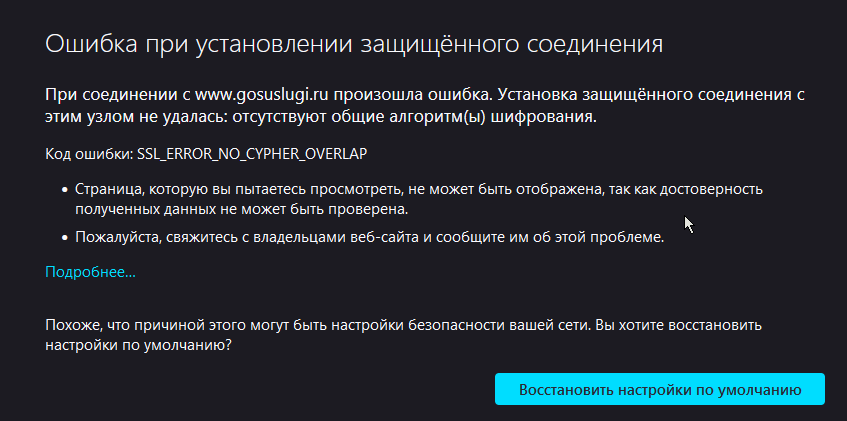 Ошибка при установлении защищённого соединения
При соединении с www.gosuslugi.ru произошла ошибка. Установка защищённого соединения с
этим узлом не удалась: отсутствуют общие алгоритм(ы) шифрования.
Код ошибки: SSL_ERROR_NO_CYPHER_OVERLAP
• Страница, которую вы пытаетесь просмотреть, не может быть отображена, так как достоверность
полученных данных не может быть проверена.
• Пожалуйста, свяжитесь с владельцами веб-сайта и сообщите им об этой проблеме.
Подробнее...
Похоже, что причиной этого могут быть настройки безопасности вашей сети. Вы хотите восстановить
настройки по умолчанию?
Восстановить настройки по умолчанию